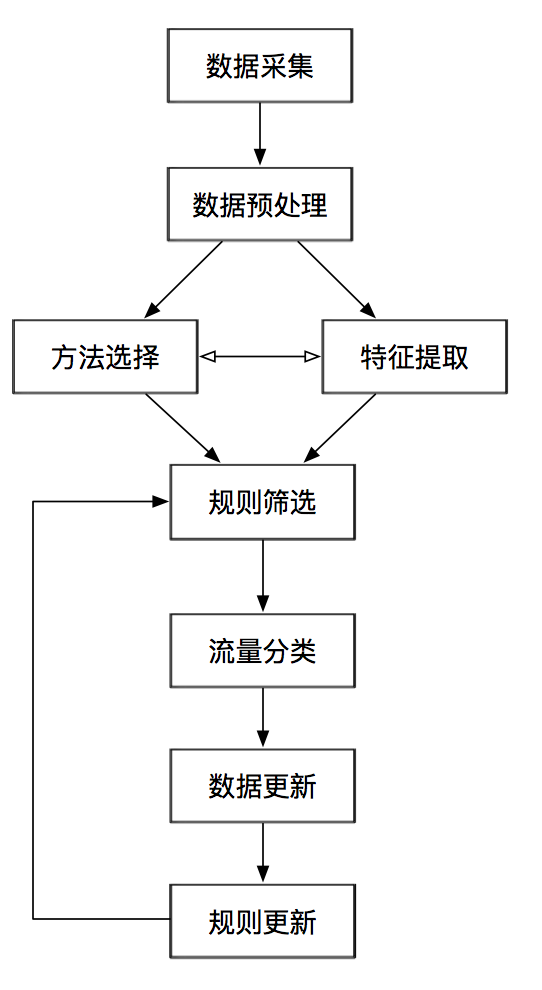 数据采集
数据预处理
方法选择
特征提取
规则筛选
流量分类
数据更新
规则更新